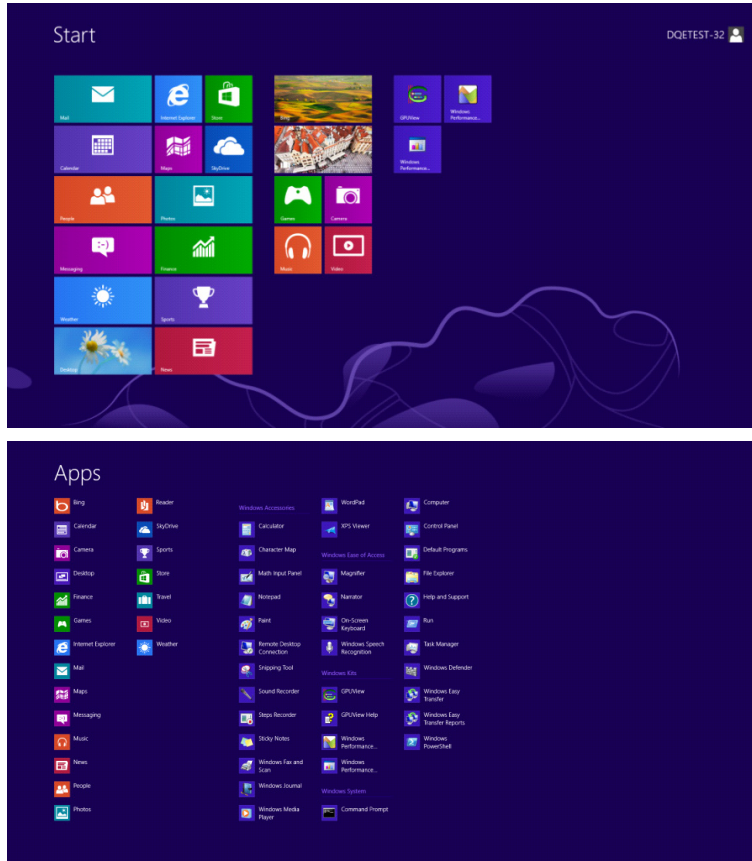 Start
DQETEST-32
Mail
Internet Explorer
Store
Bing
GPUView
Windows
Performance...
Calendar
Maps
SkyDrive
Windows
Performance...
People
Photos
Games
Camera
Messaging
Finance
Music
Video
Weather
Sports
Desktop
News
Apps
Bing
Calendar
Camera
Desktop
Finance
Games
Internet Explorer
Mail
Maps
Messaging
Music
News
People
Photos
Reader
SkyDrive
Sports
Store
Travel
Video
Weather
Windows Accessories
Calculator
Character Map
Math Input Panel
Notepad
Paint
Remote Desktop
Connection
Snipping Tool
Sound Recorder
Steps Recorder
Sticky Notes
Windows Fax and
Scan
Windows Journal
Windows Media
Player
WordPad
XPS Viewer
Windows Ease of Access
Magnifier
Narrator
On-Screen
Keyboard
Windows Speech
Recognition
Windows Kits
GPUView
GPUView Help
Windows
Performance...
Windows
Performance...
Windows System
Command Prompt
Computer
Control Panel
Default Programs
File Explorer
Help and Support
Run
Task Manager
Windows Defender
Windows Easy
Transfer
Windows Easy
Transfer Reports
Windows
PowerShell